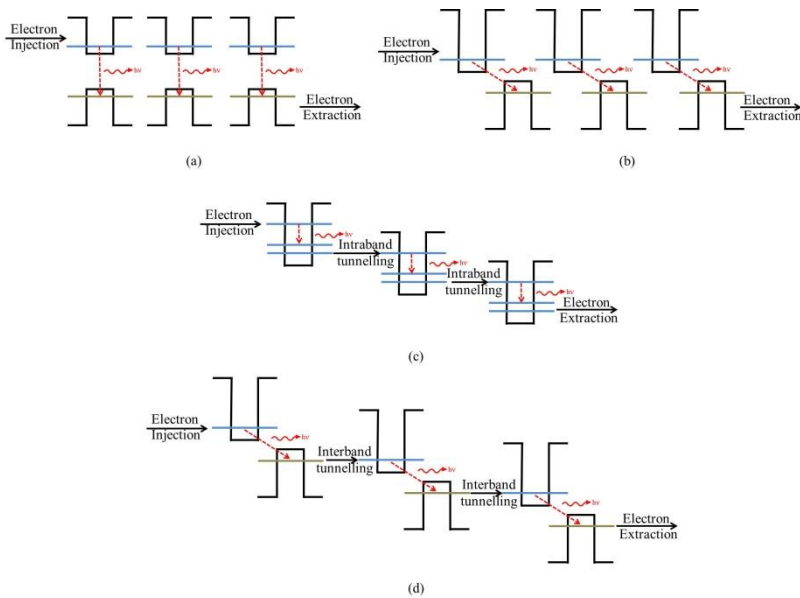 Electron
Injection
hν
hν
hν
Electron
Extraction
(a)
Electron
Injection
hν
hν
hν
Electron
Extraction
(b)
Electron
Injection
hν
Intraband
tunnelling
hν
Intraband
tunnelling
hν
Electron
Extraction
(c)
Electron
Injection
hν
Interband
tunnelling
hν
Interband
tunnelling
hν
Electron
Extraction
(d)